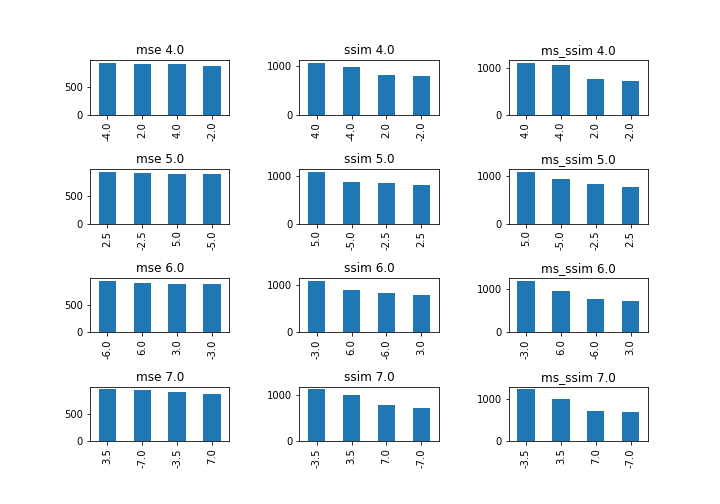 mse 4.0 ssim 4.0 ms_ssim 4.0
500 0 1000 0 1000 0
-4.0 2.0 4.0 -2.0 4.0 -4.0 2.0 -2.0 4.0 -4.0 2.0 -2.0
mse 5.0 ssim 5.0 ms_ssim 5.0
500 0 1000 0 1000 0
2.5 -2.5 5.0 -5.0 5.0 -5.0 -2.5 2.5 5.0 -5.0 -2.5 2.5
mse 6.0 ssim 6.0 ms_ssim 6.0
500 0 1000 0 1000 0
-6.0 6.0 3.0 -3.0 -3.0 6.0 -6.0 3.0 -3.0 6.0 -6.0 3.0
mse 7.0 ssim 7.0 ms_ssim 7.0
500 0 1000 0 1000 0
3.5 -7.0 -3.5 7.0 -3.5 3.5 7.0 -7.0 -3.5 3.5 7.0 -7.0